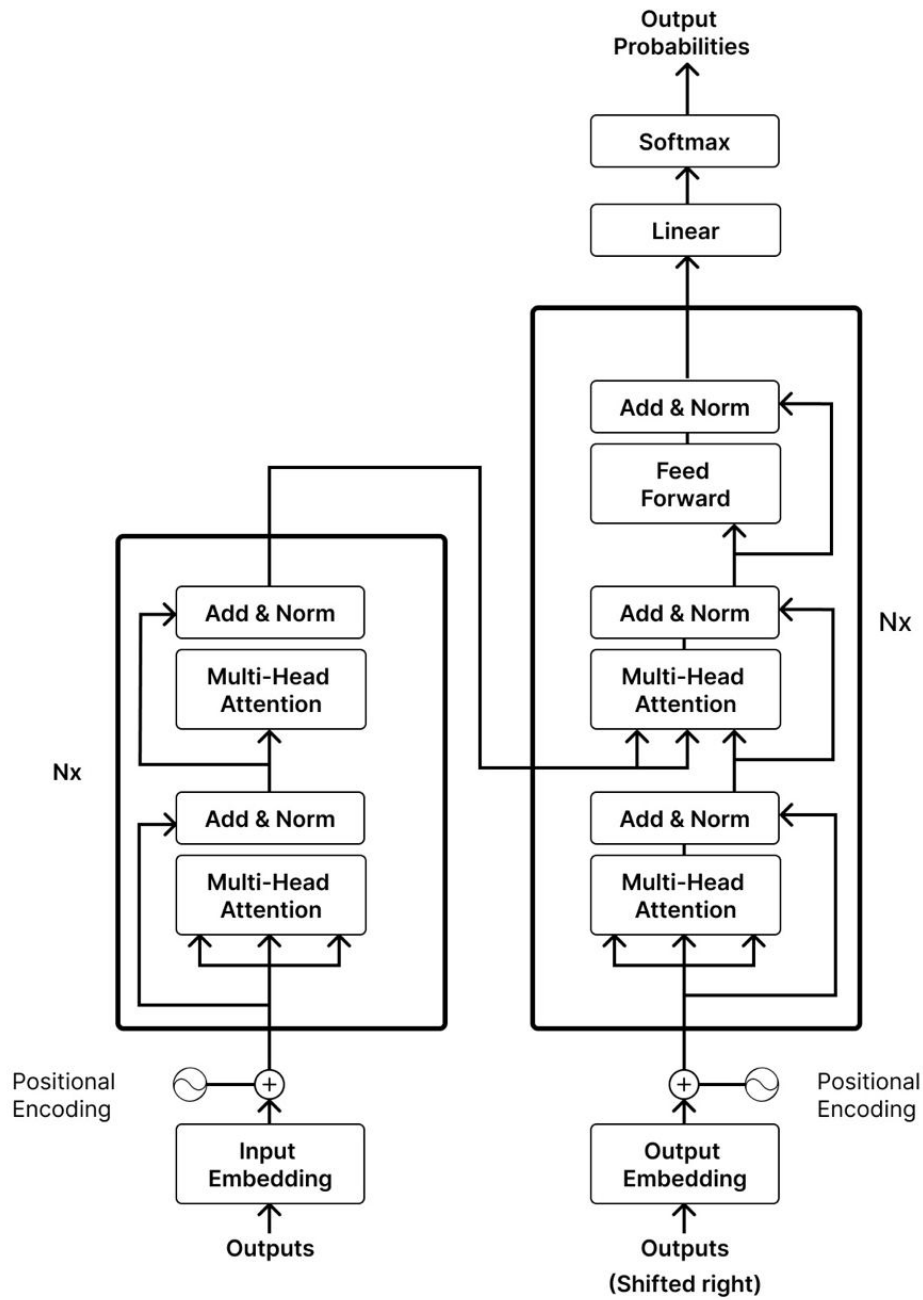 Output
Probabilities
Softmax
Linear
Add & Norm
Feed
Forward
Add & Norm
Multi-Head
Attention
Add & Norm
Multi-Head
Attention
Nx
Add & Norm
Multi-Head
Attention
Add & Norm
Multi-Head
Attention
Nx
Positional
Encoding
+
Input
Embedding
Outputs
+
Positional
Encoding
Output
Embedding
Outputs
(Shifted right)